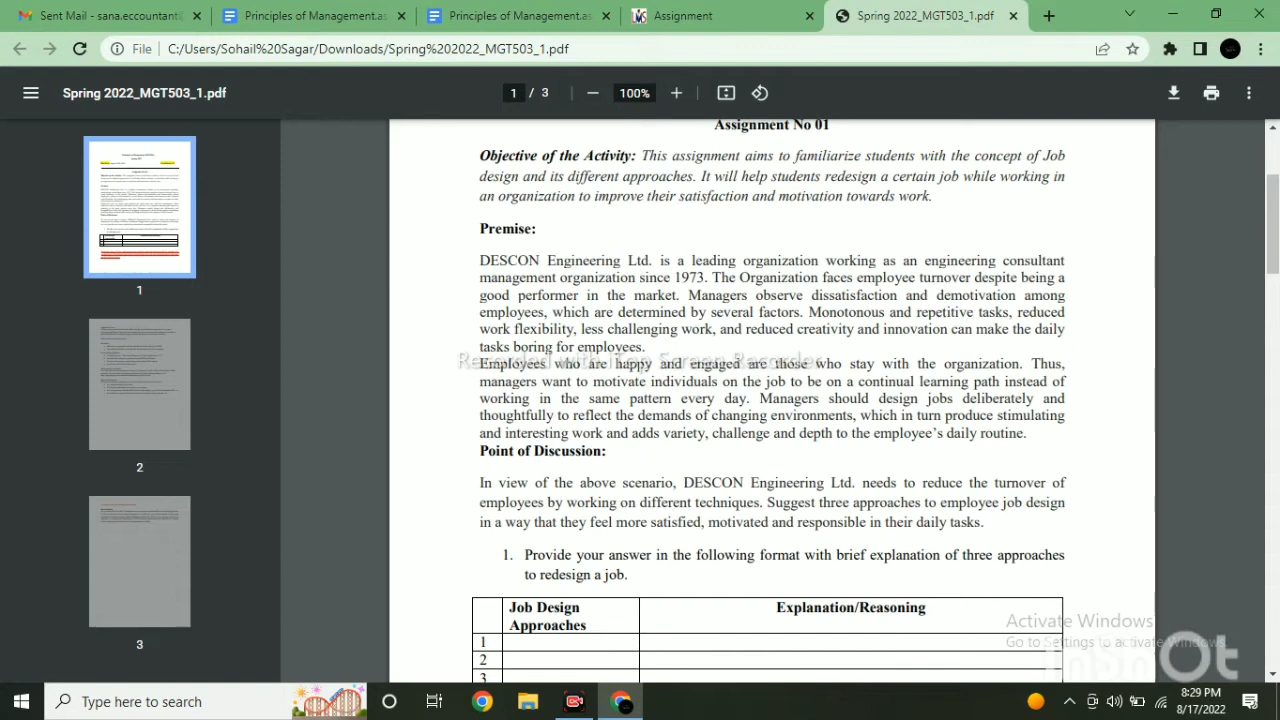 Sent Mail - sana.eccountant
Principles of Management.as
Principles of Management.as
Assignment
Spring 2022_MGT503_1.pdf
File
C:/Users/Sohail%20Sagar/Downloads/Spring%202022_MGT503_1.pdf
Spring 2022_MGT503_1.pdf
1 / 3
100%
Assignment No 01
Objective of the Activity: This assignment aims to familiarize students with the concept of Job
design and its different approaches. It will help students redesign a certain job while working in
an organization to improve their satisfaction and motivation towards work.
Premise:
DESCON Engineering Ltd. is a leading organization working as an engineering consultant
management organization since 1973. The Organization faces employee turnover despite being a
good performer in the market. Managers observe dissatisfaction and demotivation among
employees, which are determined by several factors. Monotonous and repetitive tasks, reduced
work flexibility, less challenging work, and reduced creativity and innovation can make the daily
tasks boring for employees.
Recorded with iTop Screen Recorder
Employees who are happy and engaged are those who stay with the organization. Thus,
managers want to motivate individuals on the job to be on a continual learning path instead of
working in the same pattern every day. Managers should design jobs deliberately and
thoughtfully to reflect the demands of changing environments, which in turn produce stimulating
and interesting work and adds variety, challenge and depth to the employee's daily routine.
Point of Discussion:
In view of the above scenario, DESCON Engineering Ltd. needs to reduce the turnover of
employees by working on different techniques. Suggest three approaches to employee job design
in a way that they feel more satisfied, motivated and responsible in their daily tasks.
1. Provide your answer in the following format with brief explanation of three approaches
to redesign a job.
Job Design
Approaches
Explanation/Reasoning
1
2
3
1
2
3
Activate Windows
Go to Settings to activate Windows.
InShOt
Type here to search
8:29 PM
8/17/2022